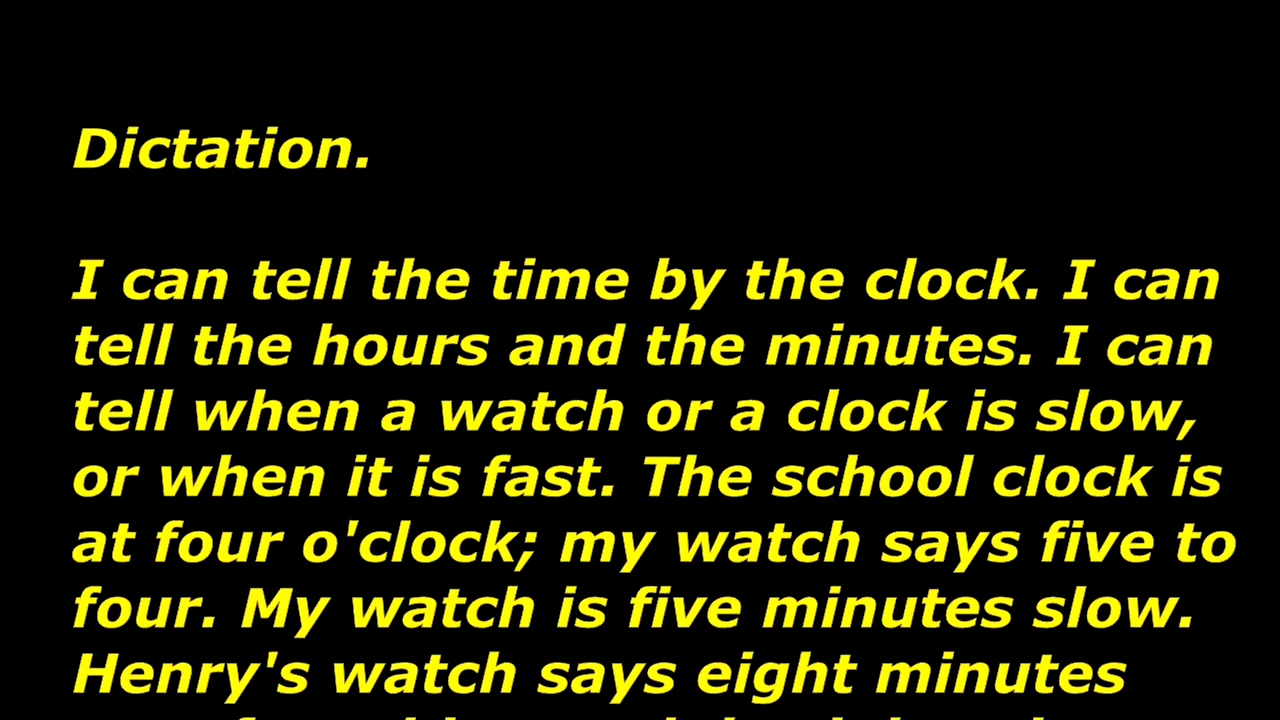 Dictation.
I can tell the time by the clock. I can
tell the hours and the minutes. I can
tell when a watch or a clock is slow,
or when it is fast. The school clock is
at four o'clock; my watch says five to
four. My watch is five minutes slow.
Henry's watch says eight minutes